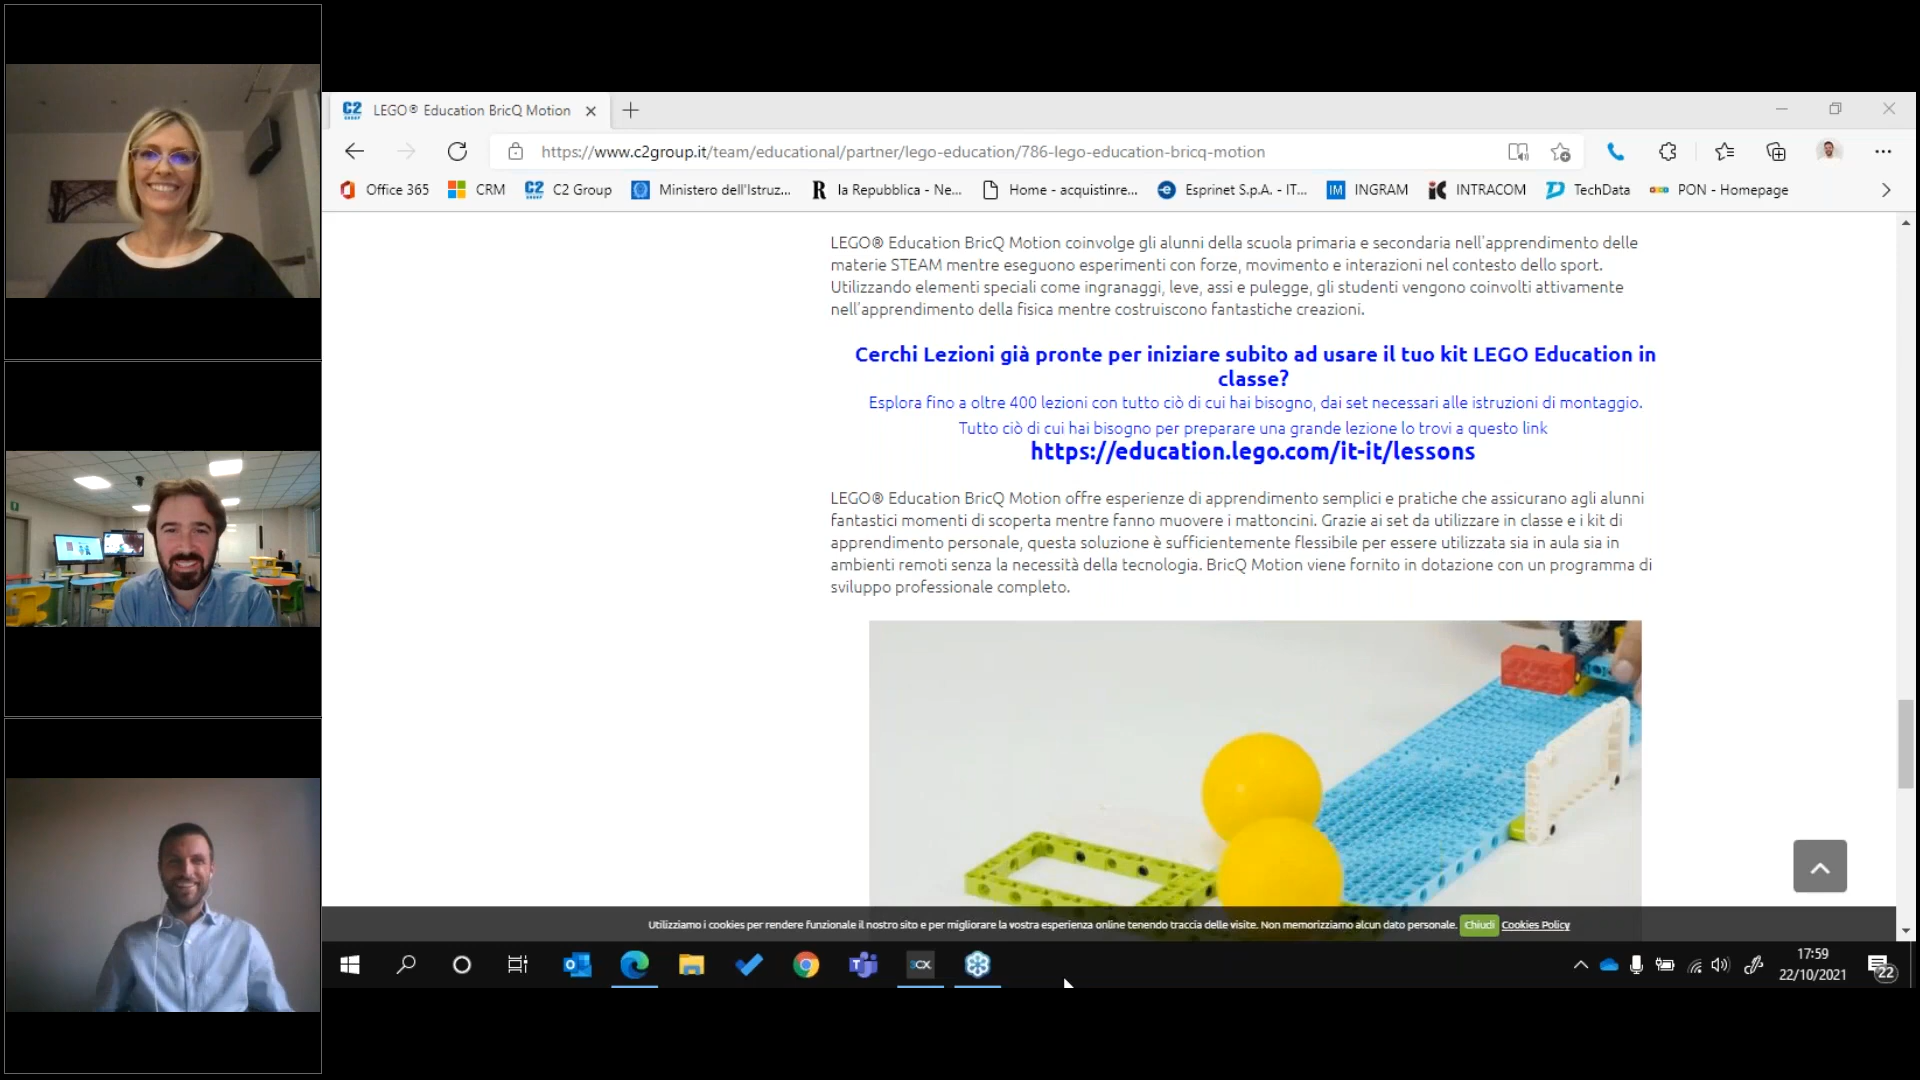 C2 GROUP LEGO® Education BricQ Motion
https://www.c2group.it/team/educational/partner/lego-education/786-lego-education-bricq-motion
Office 365 CRM C2 GROUP C2 Group Ministero dell'Istruz... R la Repubblica - Ne... Home - acquistinre... Esprinet S.p.A. - IT... IM INGRAM INTRACOM TechData PON - Homepage
LEGO® Education BricQ Motion coinvolge gli alunni della scuola primaria e secondaria nell'apprendimento delle
materie STEAM mentre eseguono esperimenti con forze, movimento e interazioni nel contesto dello sport.
Utilizzando elementi speciali come ingranaggi, leve, assi e pulegge, gli studenti vengono coinvolti attivamente
nell'apprendimento della fisica mentre costruiscono fantastiche creazioni.
Cerchi Lezioni già pronte per iniziare subito ad usare il tuo kit LEGO Education in
classe?
Esplora fino a oltre 400 lezioni con tutto ciò di cui hai bisogno, dai set necessari alle istruzioni di montaggio.
Tutto ciò di cui hai bisogno per preparare una grande lezione lo trovi a questo link
https://education.lego.com/it-it/lessons
LEGO® Education BricQ Motion offre esperienze di apprendimento semplici e pratiche che assicurano agli alunni
fantastici momenti di scoperta mentre fanno muovere i mattoncini. Grazie ai set da utilizzare in classe e i kit di
apprendimento personale, questa soluzione è sufficientemente flessibile per essere utilizzata sia in aula sia in
ambienti remoti senza la necessità della tecnologia. BricQ Motion viene fornito in dotazione con un programma di
sviluppo professionale completo.
Utilizziamo i cookies per rendere funzionale il nostro sito e per migliorare la vostra esperienza online tenendo traccia delle visite. Non memorizziamo alcun dato personale. Chiudi Cookies Policy
3CX
17:59
22/10/2021
22